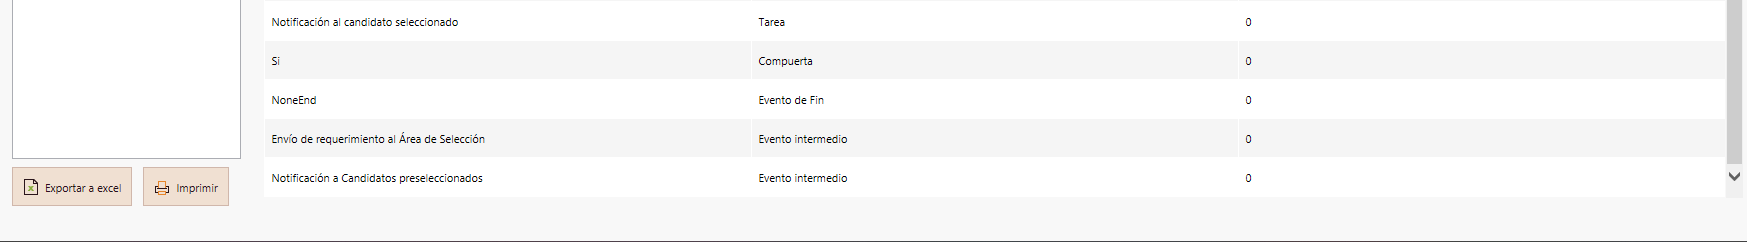 Notificación al candidato seleccionado Tarea 0
Si Compuerta 0
NoneEnd Evento de Fin 0
Envío de requerimiento al Área de Selección Evento intermedio 0
Notificación a Candidatos preseleccionados Evento intermedio 0
Exportar a excel Imprimir